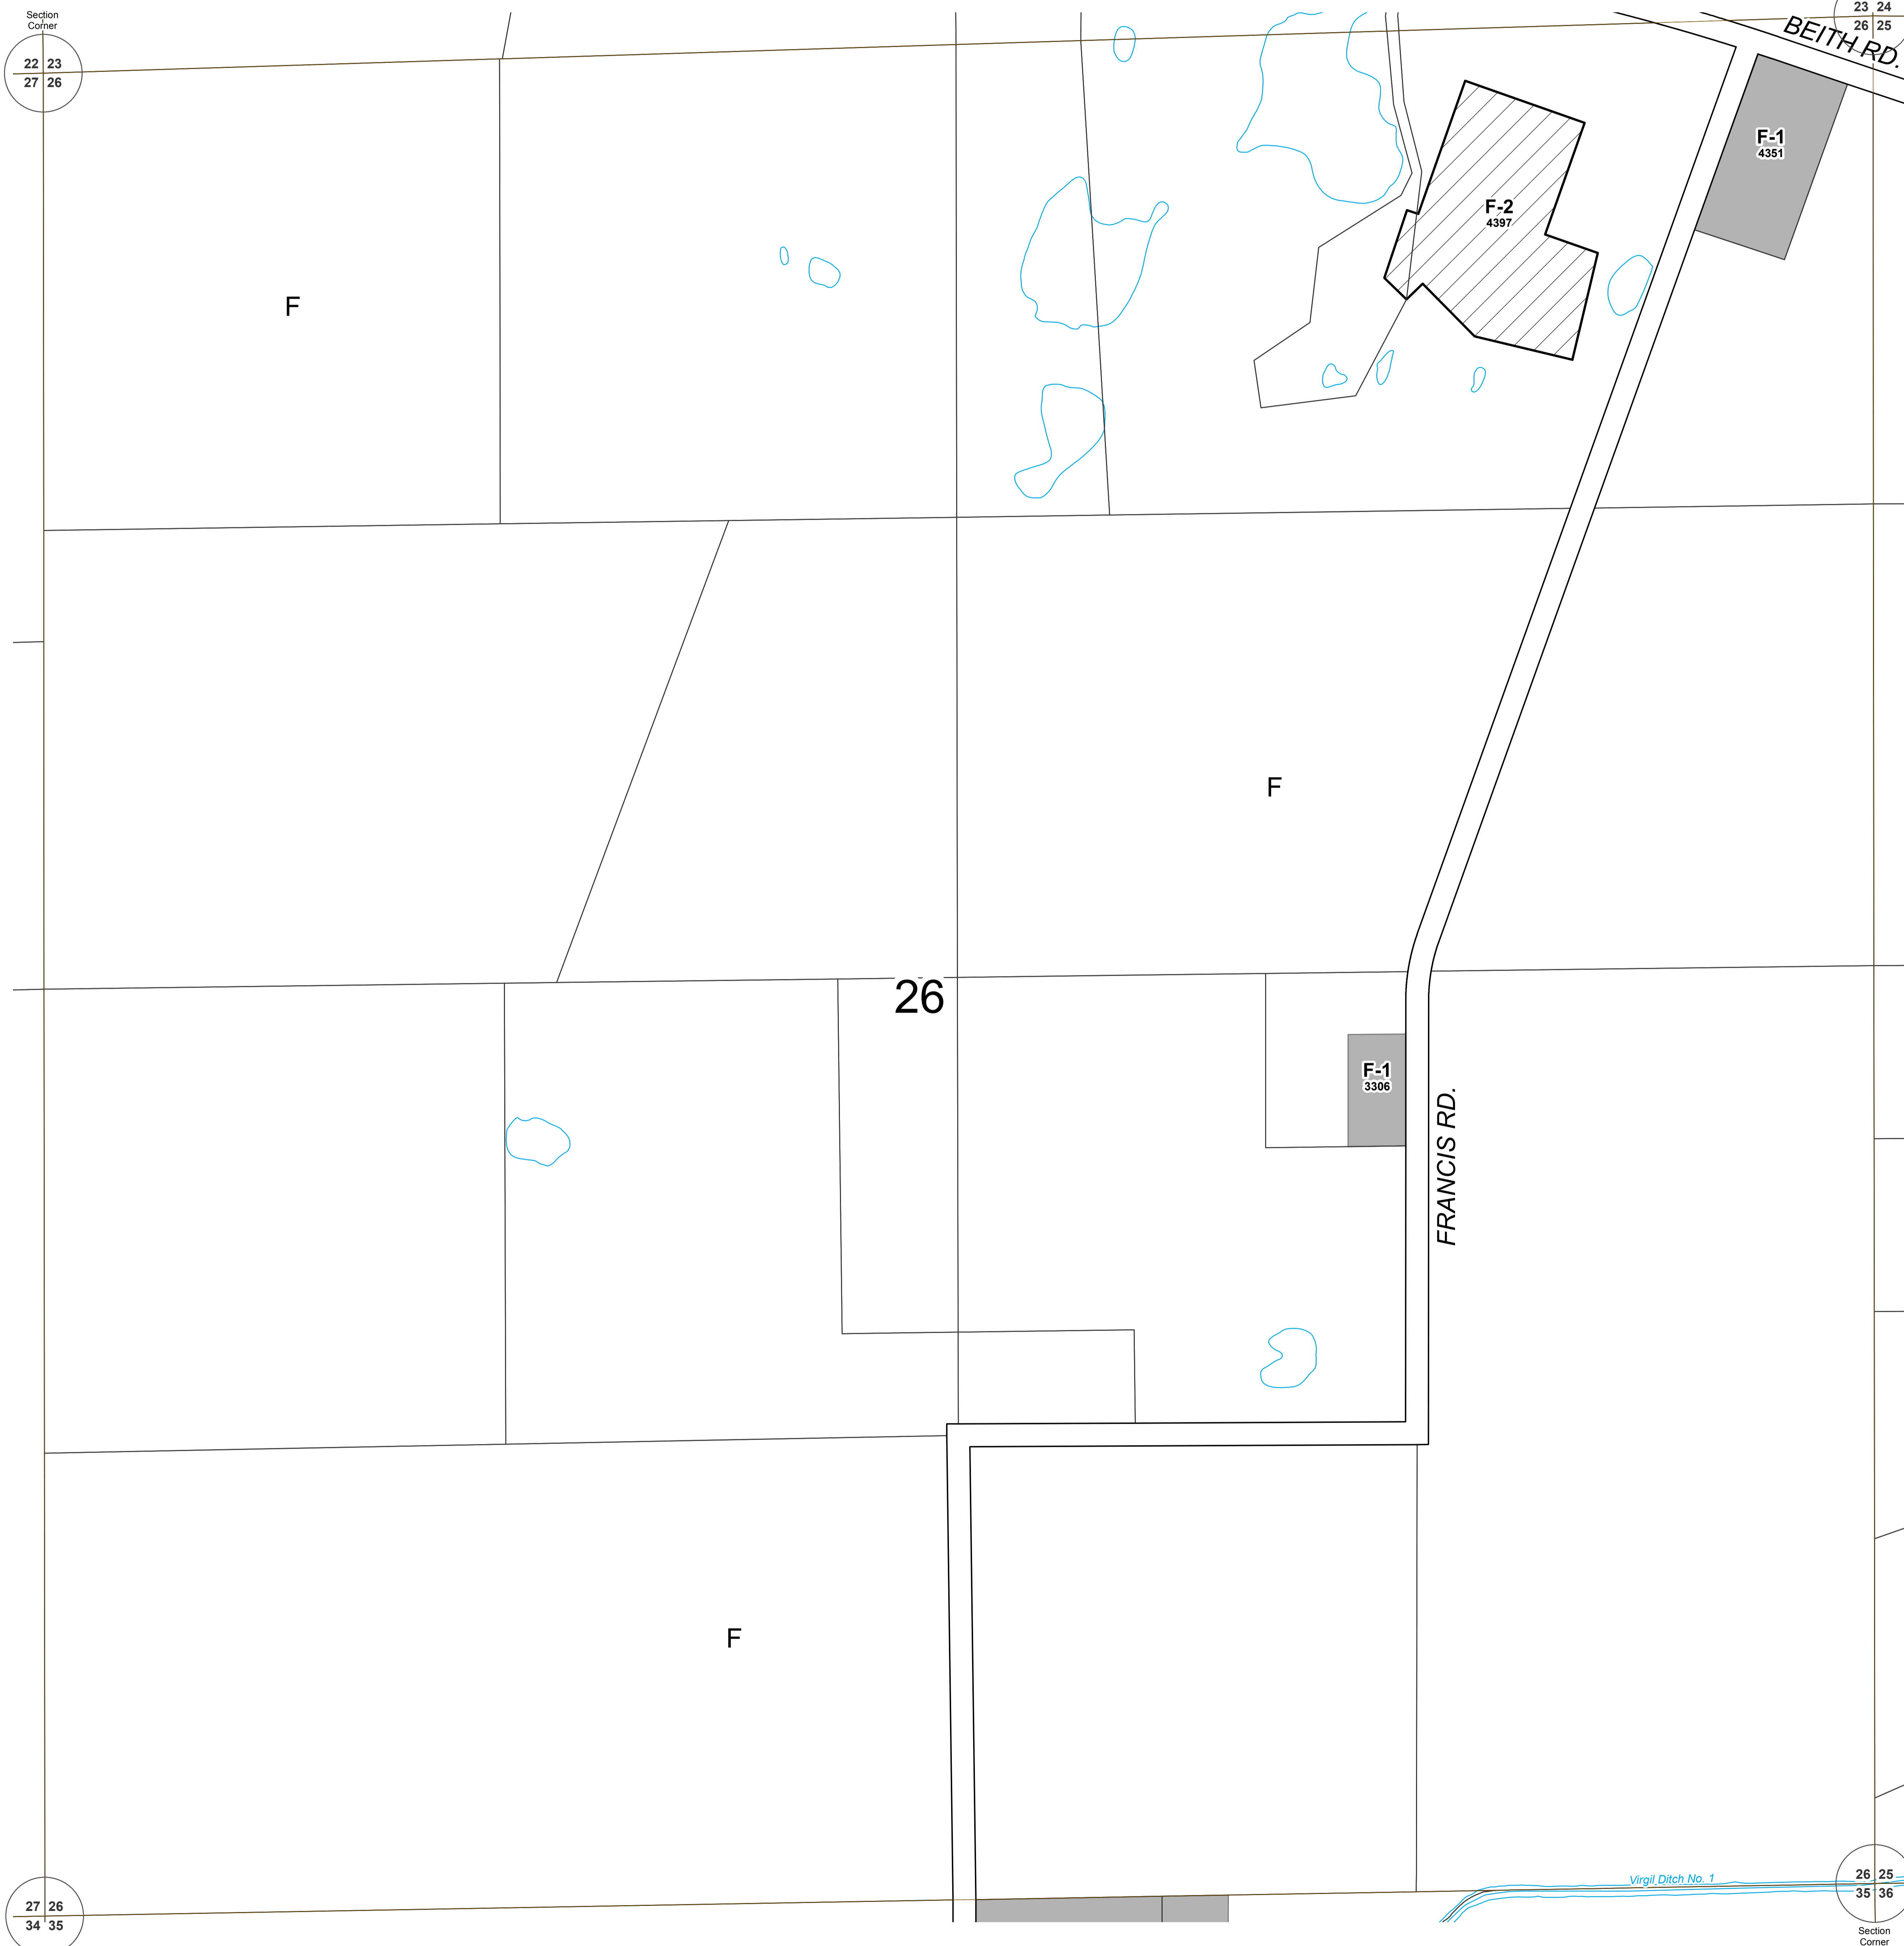 Section
Corner
22 23
27 26
23 24
26 25
BEITH RD.
F-1
4351
F-2
4397
F
F
26
F-1
3306
FRANCIS RD.
F
Virgil Ditch No. 1
27 26
34 35
26 25
35 36
Section
Corner